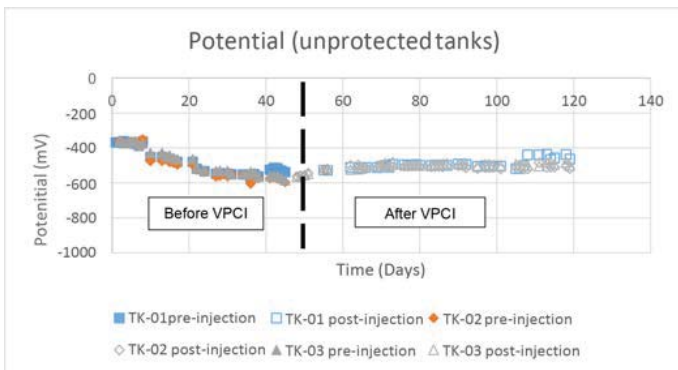 Potential (unprotected tanks)
0
0 20 40 60 80 100 120 140
-200
-400
-600
-800
-1000
Potenitial (mV)
Before VPCI
After VPCI
Time (Days)
TK-01pre-injection TK-01 post-injection TK-02 pre-injection
TK-02 post-injection TK-03 pre-injection TK-03 post-injection